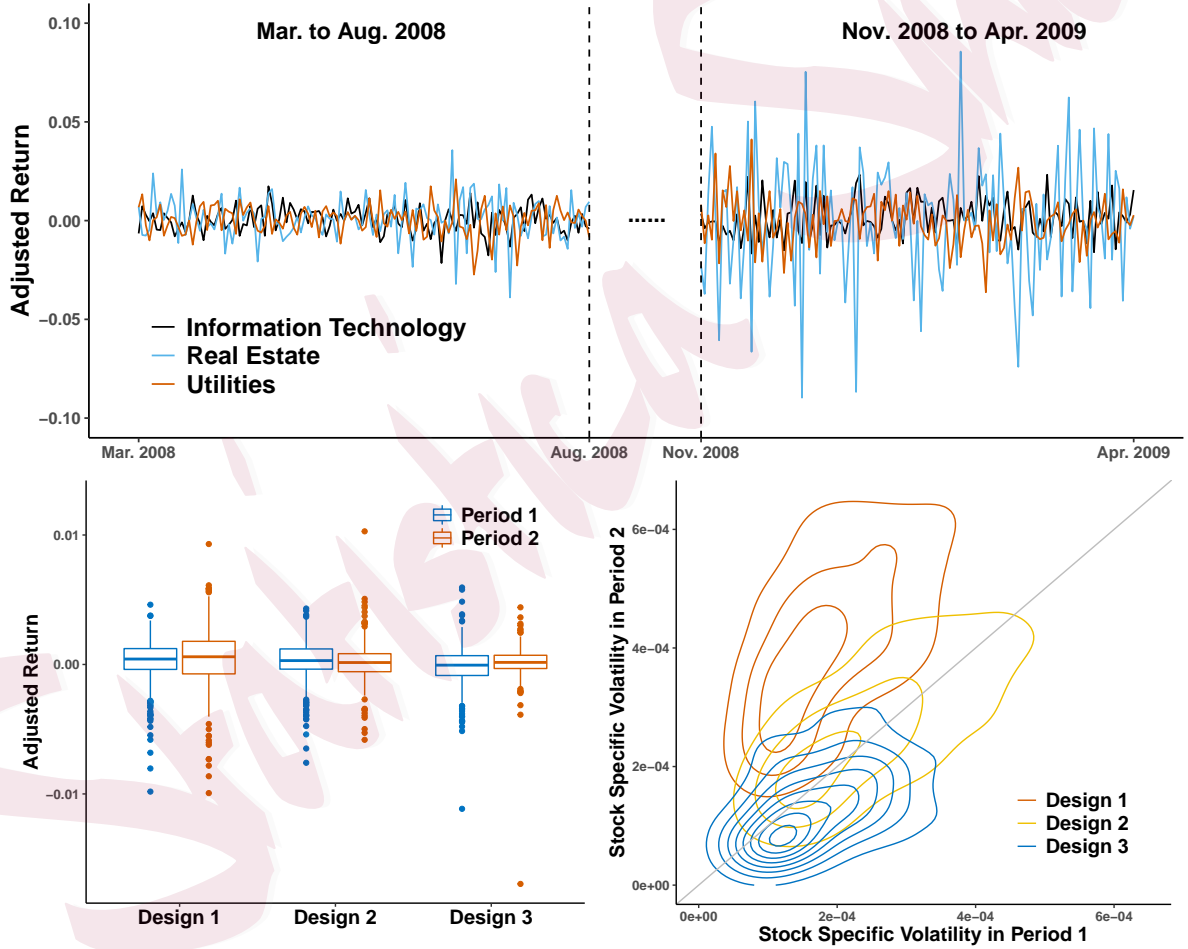 0.10
Mar. to Aug. 2008
Nov. 2008 to Apr. 2009
0.05
0.00
......
−0.05
−0.10
Adjusted Return
Information Technology
Real Estate
Utilities
Mar. 2008
Aug. 2008
Nov. 2008
Apr. 2009
Period 1
Period 2
0.01
0.00
−0.01
Adjusted Return
Design 1
Design 2
Design 3
6e−04
4e−04
2e−04
0e+00
Stock Specific Volatility in Period 2
Design 1
Design 2
Design 3
0e+00
2e−04
4e−04
6e−04
Stock Specific Volatility in Period 1